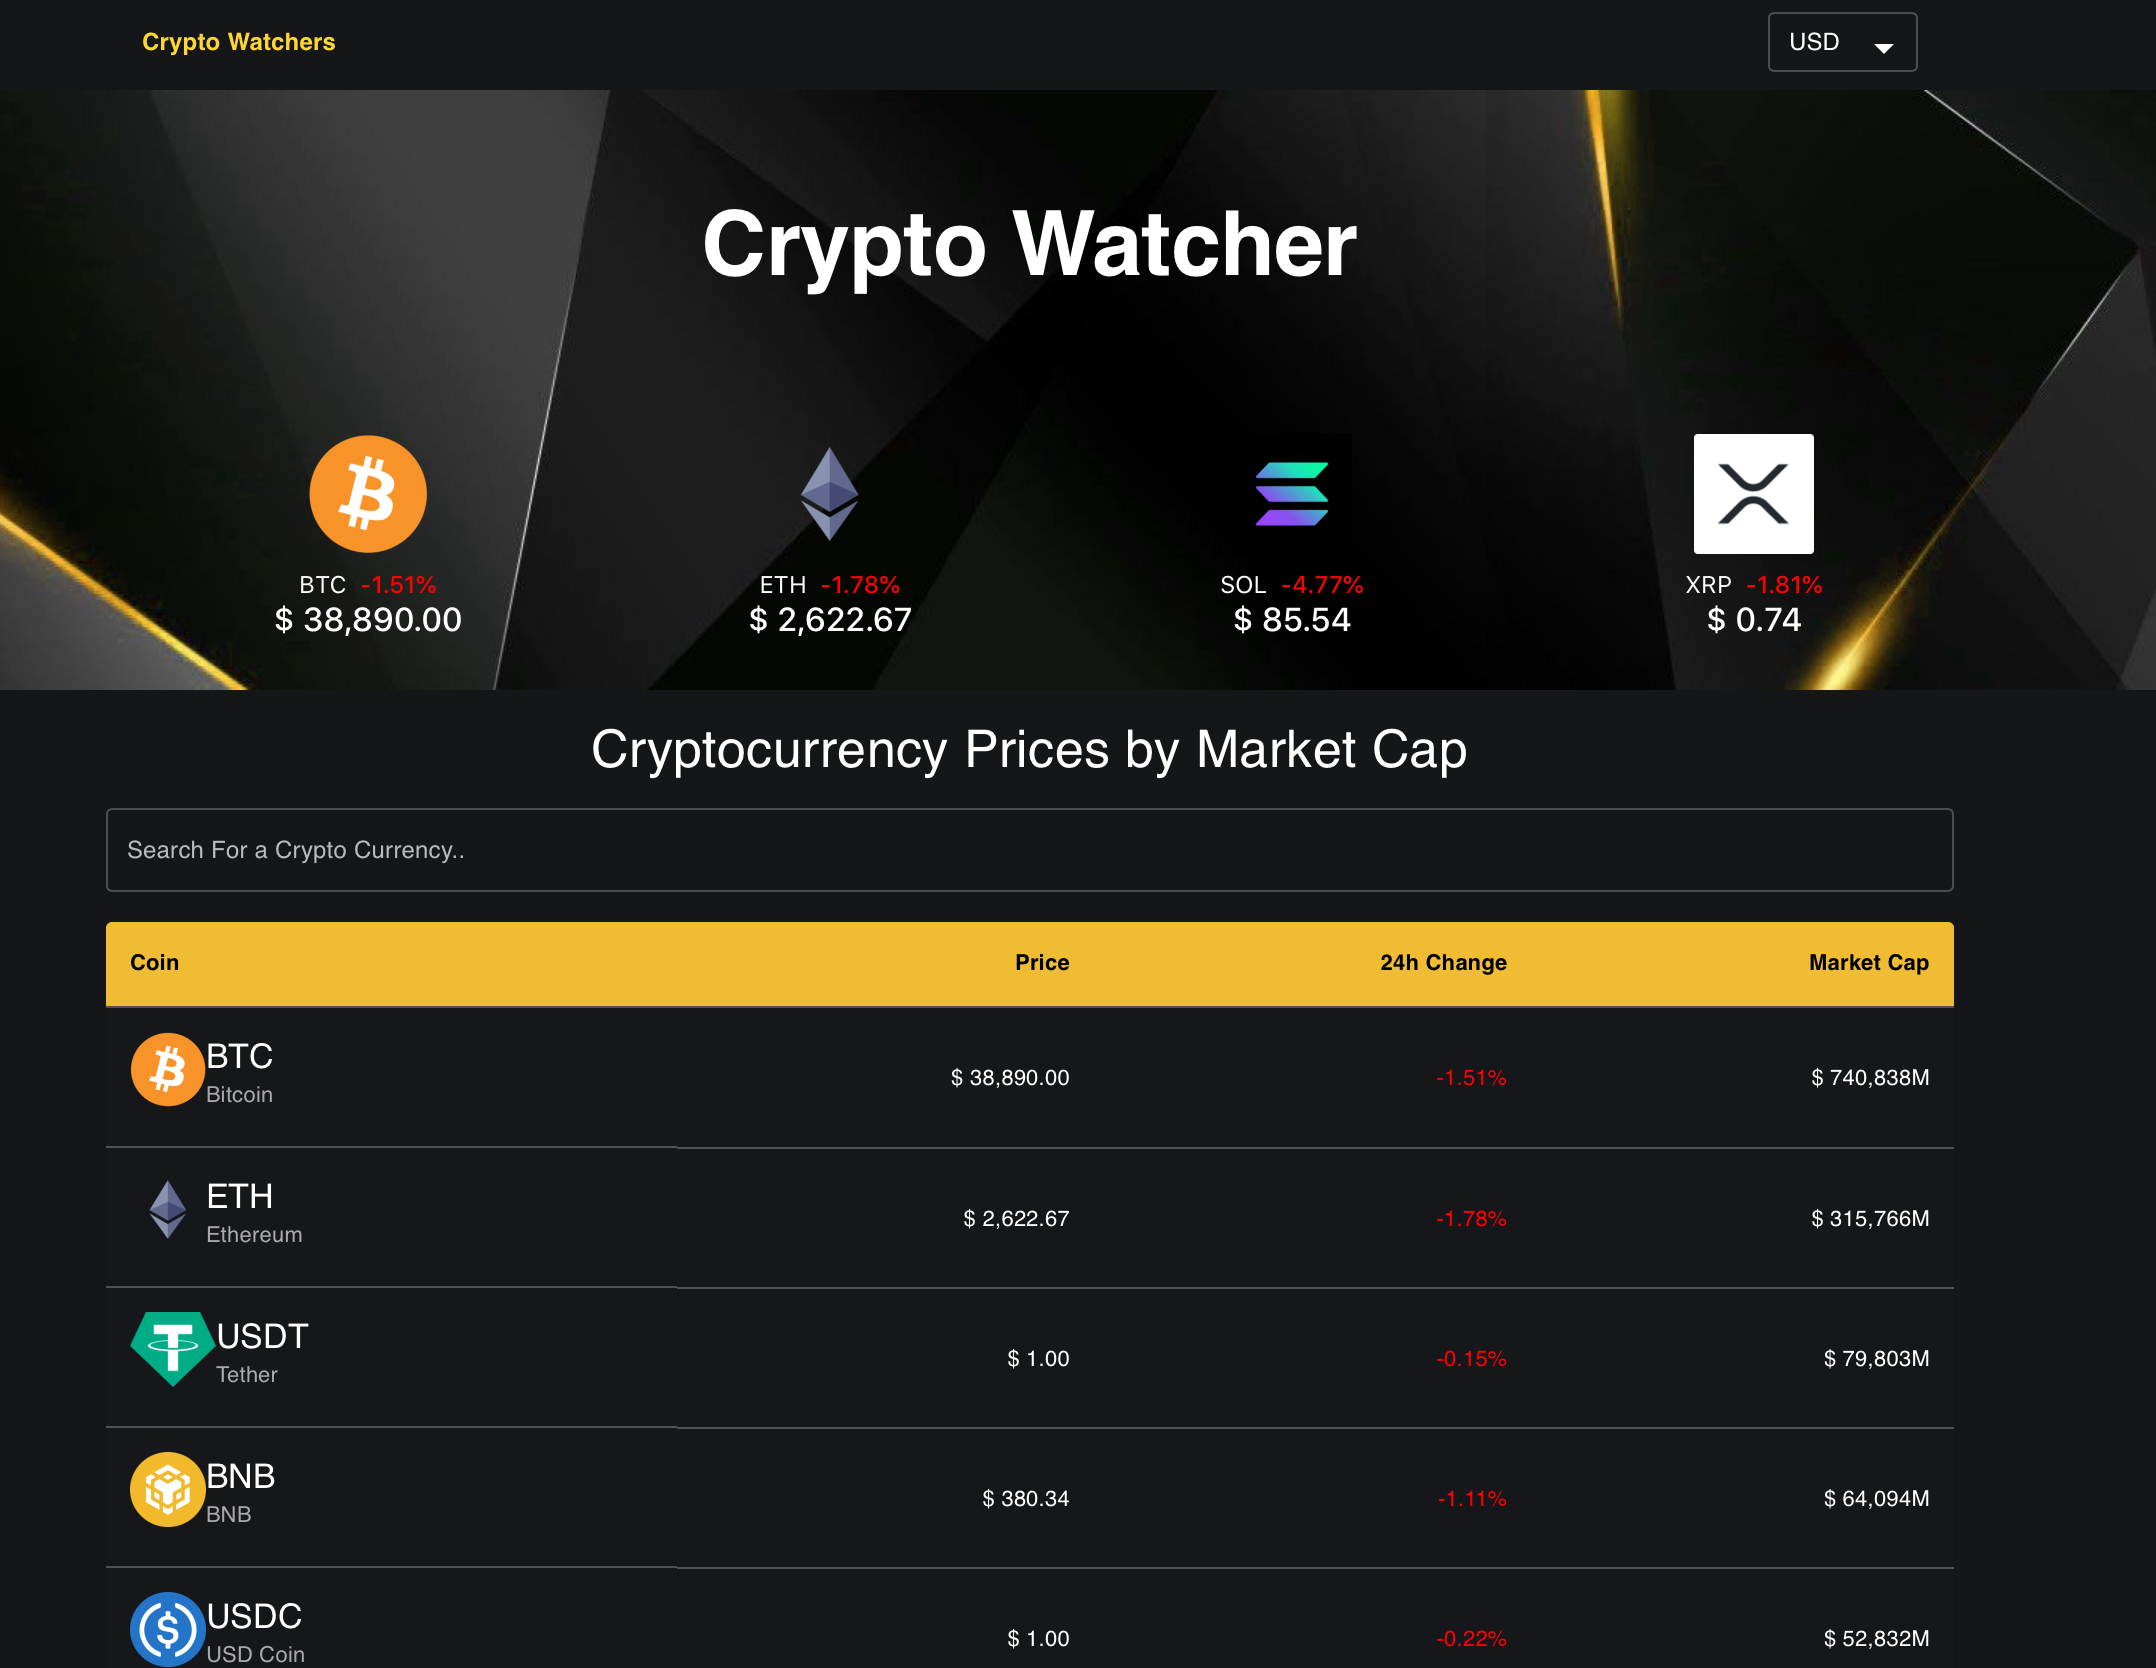 Crypto Watchers
USD
Crypto Watcher
BTC -1.51%
$ 38,890.00
ETH -1.78%
$ 2,622.67
SOL -4.77%
$ 85.54
XRP -1.81%
$ 0.74
Cryptocurrency Prices by Market Cap
Search For a Crypto Currency..
Coin Price 24h Change Market Cap
BTC
Bitcoin
$ 38,890.00 -1.51% $ 740,838M
ETH
Ethereum
$ 2,622.67 -1.78% $ 315,766M
USDT
Tether
$ 1.00 -0.15% $ 79,803M
BNB
BNB
$ 380.34 -1.11% $ 64,094M
USDC
USD Coin
$ 1.00 -0.22% $ 52,832M